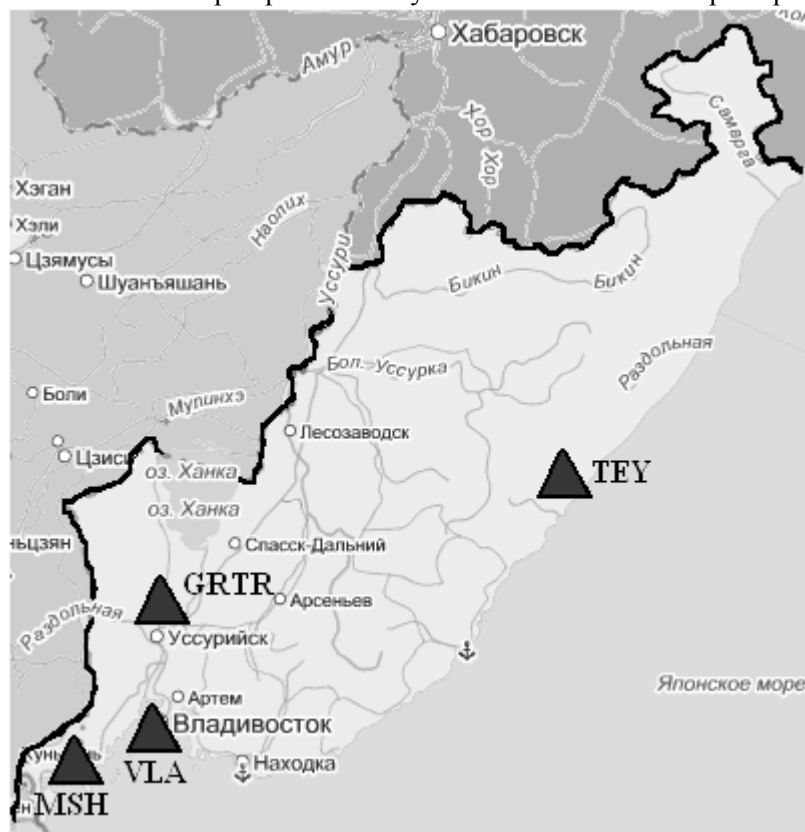 Хабаровск
Амур
Хор
Хор
Самарга
Хэган
Наолих
Хэли
Цзямусы
Шуанъяшань
Уссури
Бикин
Бикин
Раздольная
Бол. Уссурка
Боли
Мулинхэ
Лесозаводск
оз. Ханка
TEY
оз. Ханка
Спасск-Дальний
ньцзян
GRTR
Арсеньев
Раздольная
Уссурийск
Японское море
Артем
Владивосток
Находка
VLA
MSH